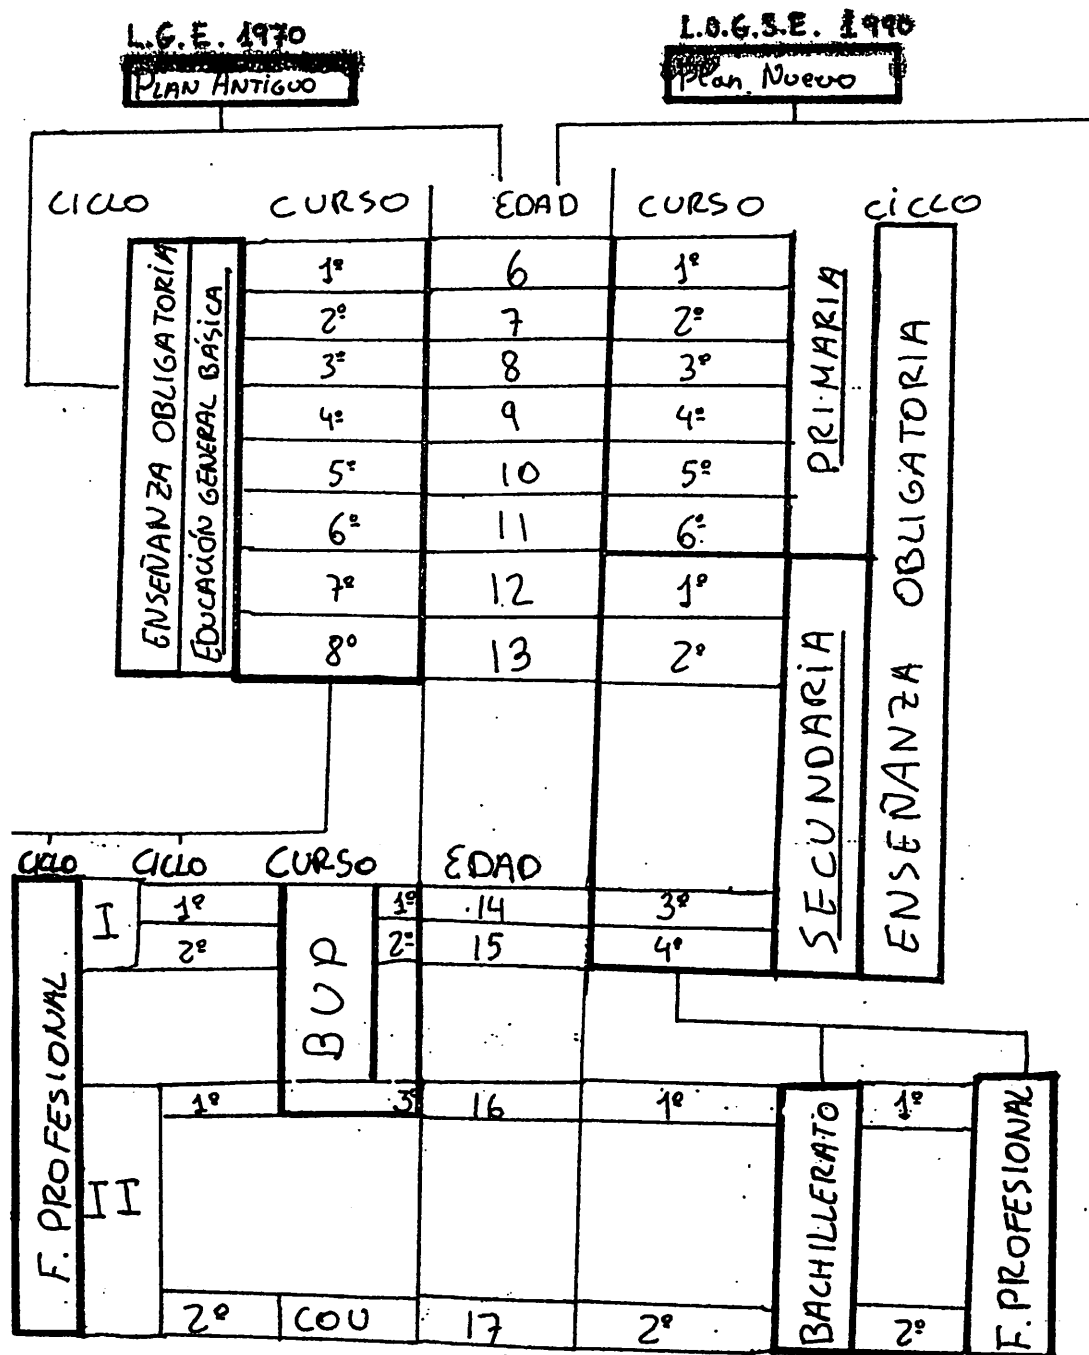 L.G.E. 1970
L.O.G.S.E. 1990
PLAN ANTIGUO
Plan Nuevo
CICLO CURSO EDAD CURSO CICLO
ENSEÑANZA OBLIGATORIA
EDUCACIÓN GENERAL BÁSICA
1º 6 1º
2º 7 2º
3º 8 3º
4º 9 4º
5º 10 5º
6º 11 6º
7º 12 1º
8º 13 2º
PRIMARIA
SECUNDARIA
ENSEÑANZA OBLIGATORIA
CICLO CICLO CURSO EDAD
F. PROFESIONAL
I
1º 1º 14 3º
2º 2º 15 4º
BUP
II
1º 3º 16 1º 1º
2º COU 17 2º 2º
BACHILLERATO
F. PROFESIONAL